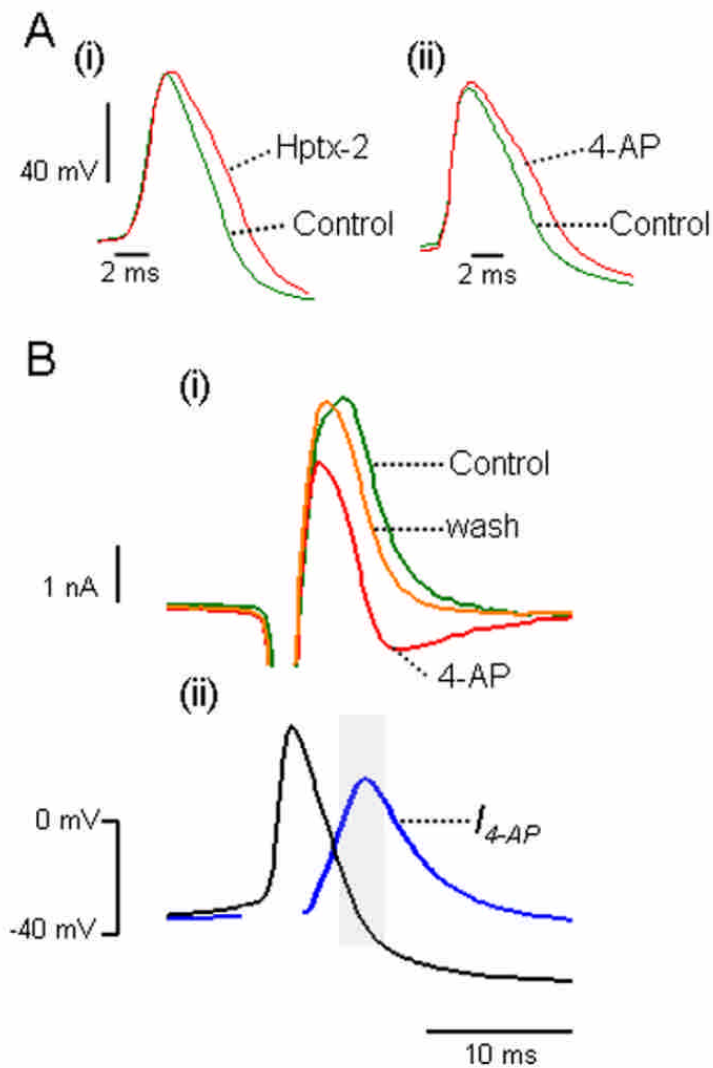 A
(i)
(ii)
40 mV
Hptx-2
4-AP
Control
Control
2 ms
2 ms
B
(i)
Control
wash
1 nA
4-AP
(ii)
0 mV
I4-AP
-40 mV
10 ms